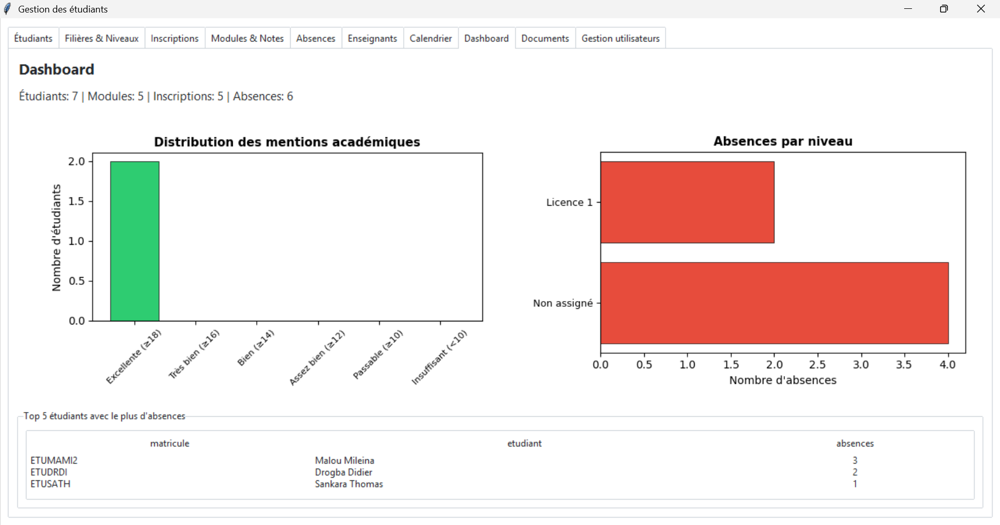 Gestion des étudiants
Étudiants Filières & Niveaux Inscriptions Modules & Notes Absences Enseignants Calendrier Dashboard Documents Gestion utilisateurs
Dashboard
Étudiants: 7 | Modules: 5 | Inscriptions: 5 | Absences: 6
Distribution des mentions académiques
Nombre d'étudiants
2.0
1.5
1.0
0.5
0.0
Excellente (≥18)
Très bien (≥16)
Bien (≥14)
Assez bien (≥12)
Passable (≥10)
Insuffisant (<10)
Absences par niveau
Licence 1
Non assigné
0.0 0.5 1.0 1.5 2.0 2.5 3.0 3.5 4.0
Nombre d'absences
Top 5 étudiants avec le plus d'absences
matricule etudiant absences
ETUMAMI2 Malou Mileina 3
ETUDRDI Drogba Didier 2
ETUSATH Sankara Thomas 1